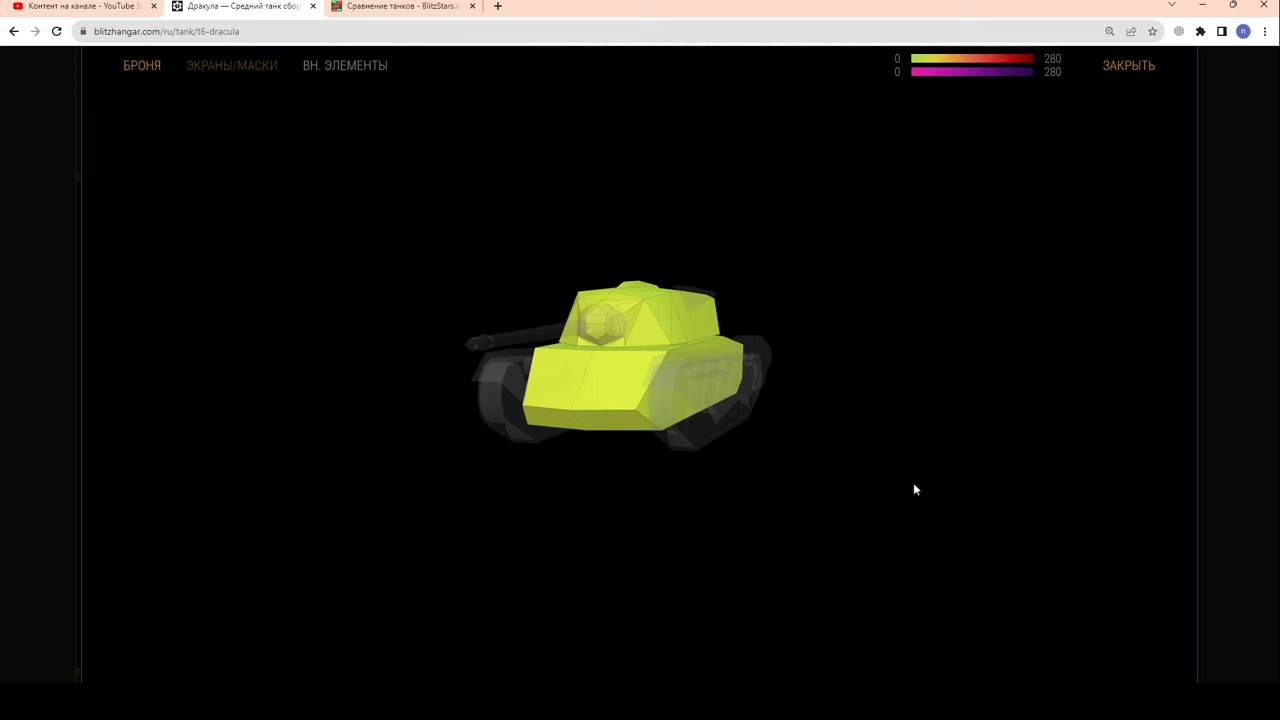 Контент на канале - YouTube S
Дракула — Средний танк сбор
Сравнение танков - BlitzStars.c
blitzhangar.com/ru/tank/t6-dracula
n
БРОНЯ ЭКРАНЫ/МАСКИ ВН. ЭЛЕМЕНТЫ
0 280
0 280
ЗАКРЫТЬ